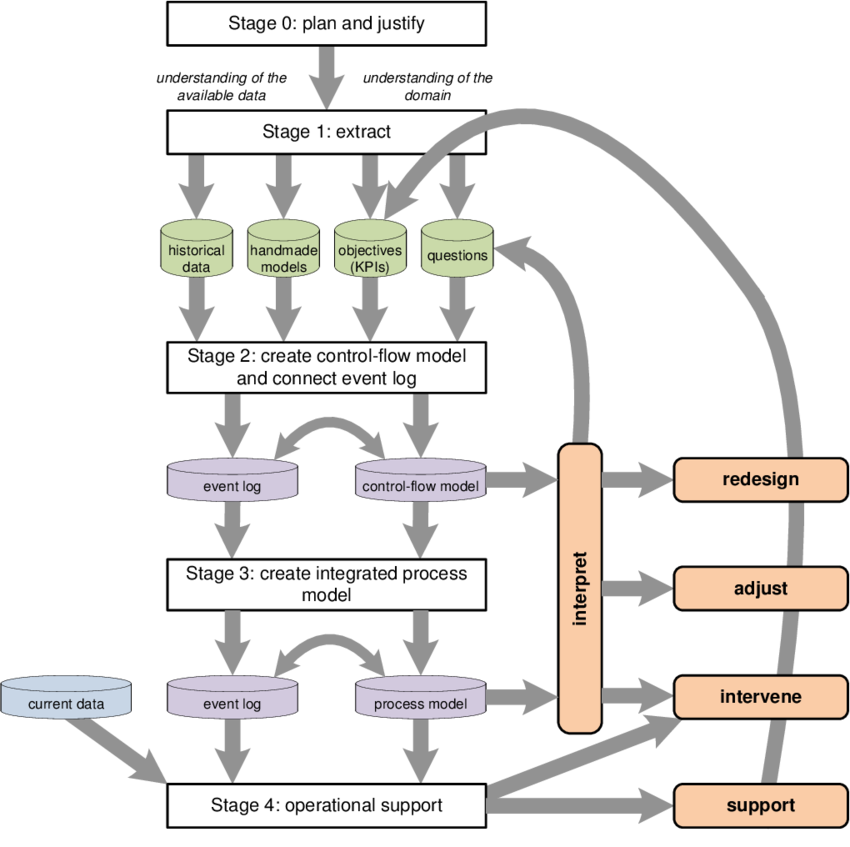 Stage 0: plan and justify
understanding of the
available data
understanding of the
domain
Stage 1: extract
historical
data
handmade
models
objectives
(KPIs)
questions
Stage 2: create control-flow model
and connect event log
event log
control-flow model
redesign
Stage 3: create integrated process
model
interpret
adjust
current data
event log
process model
intervene
Stage 4: operational support
support